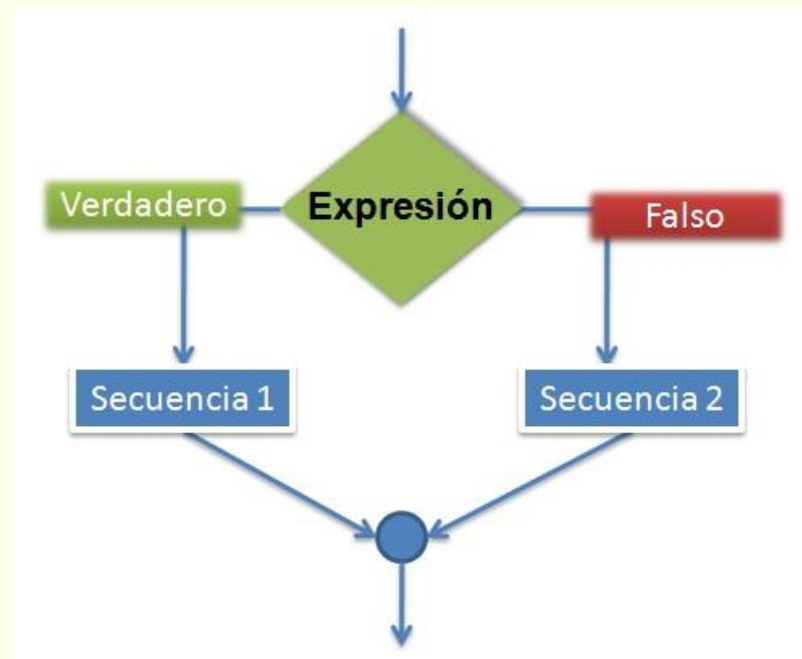 Expresión
Verdadero
Falso
Secuencia 1
Secuencia 2